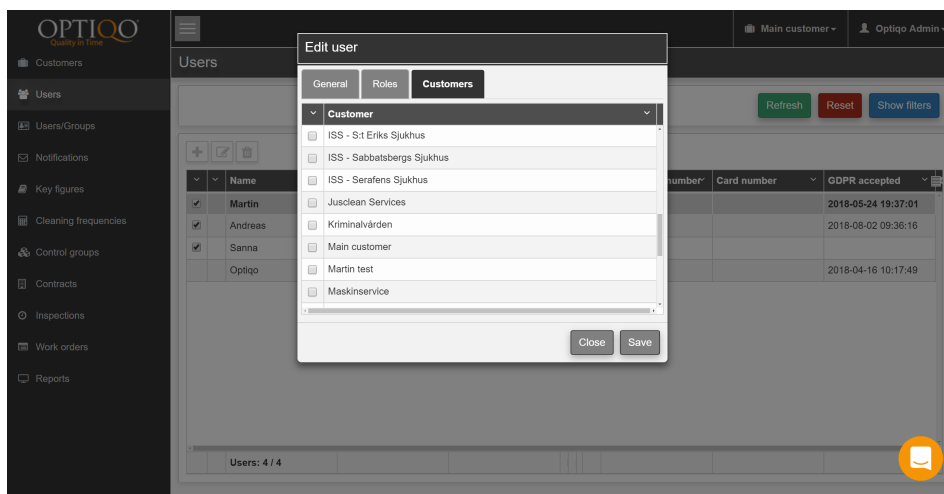 OPTIQO
Quality in Time
Main customer
Optiqo Admin
Customers
Users
Users/Groups
Notifications
Key figures
Cleaning frequencies
Control groups
Contracts
Inspections
Work orders
Reports
Users
Refresh
Reset
Show filters
Name
number
Card number
GDPR accepted
Martin
2018-05-24 19:37:01
Andreas
2018-08-02 09:36:16
Sanna
Optiqo
2018-04-16 10:17:49
Users: 4 / 4
Edit user
General
Roles
Customers
Customer
ISS - S:t Eriks Sjukhus
ISS - Sabbatsbergs Sjukhus
ISS - Serafens Sjukhus
Jusclean Services
Kriminalvården
Main customer
Martin test
Maskinservice
Close
Save